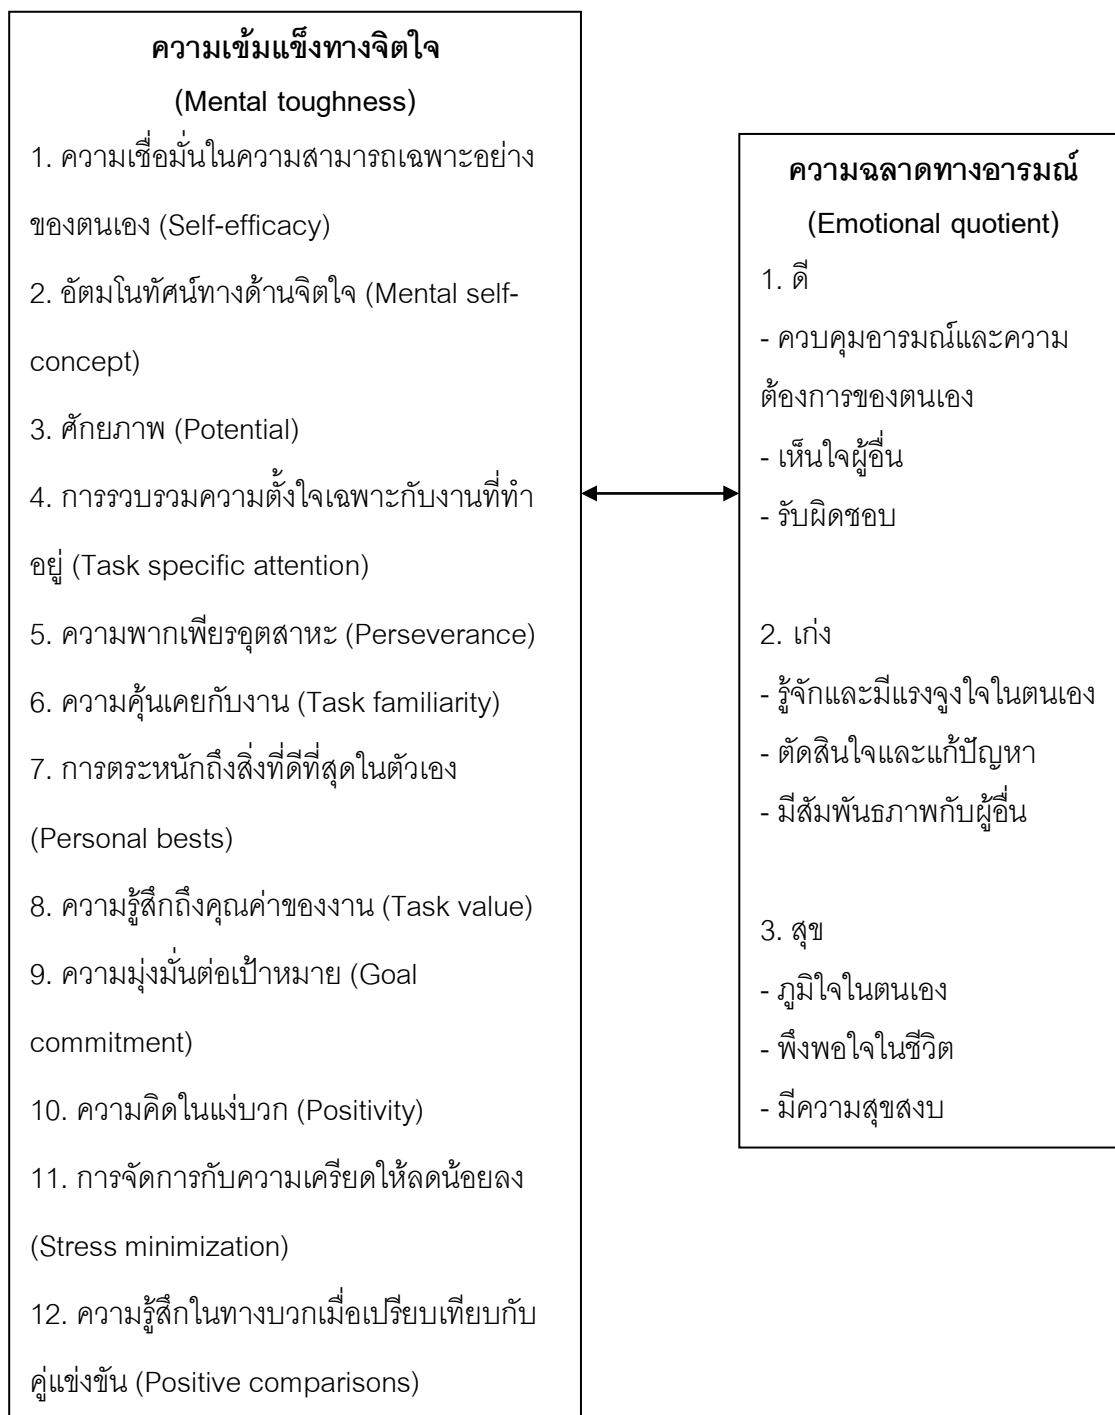 ความเข้มแข็งทางจิตใจ
(Mental toughness)
1. ความเชื่อมั่นในความสามารถเฉพาะอย่าง
ของตนเอง (Self-efficacy)
2. อัตมโนทัศน์ทางด้านจิตใจ (Mental self-
concept)
3. ศักยภาพ (Potential)
4. การรวบรวมความตั้งใจเฉพาะกับงานที่ทำ
อยู่ (Task specific attention)
5. ความพากเพียรอุตสาหะ (Perseverance)
6. ความคุ้นเคยกับงาน (Task familiarity)
7. การตระหนักถึงสิ่งที่ดีที่สุดในตัวเอง
(Personal bests)
8. ความรู้สึกถึงคุณค่าของงาน (Task value)
9. ความมุ่งมั่นต่อเป้าหมาย (Goal
commitment)
10. ความคิดในแง่บวก (Positivity)
11. การจัดการกับความเครียดให้ลดน้อยลง
(Stress minimization)
12. ความรู้สึกในทางบวกเมื่อเปรียบเทียบกับ
คู่แข่งขัน (Positive comparisons)
ความฉลาดทางอารมณ์
(Emotional quotient)
1. ดี
- ควบคุมอารมณ์และความ
ต้องการของตนเอง
- เห็นใจผู้อื่น
- รับผิดชอบ
2. เก่ง
- รู้จักและมีแรงจูงใจในตนเอง
- ตัดสินใจและแก้ปัญหา
- มีสัมพันธภาพกับผู้อื่น
3. สุข
- ภูมิใจในตนเอง
- พึงพอใจในชีวิต
- มีความสุขสงบ